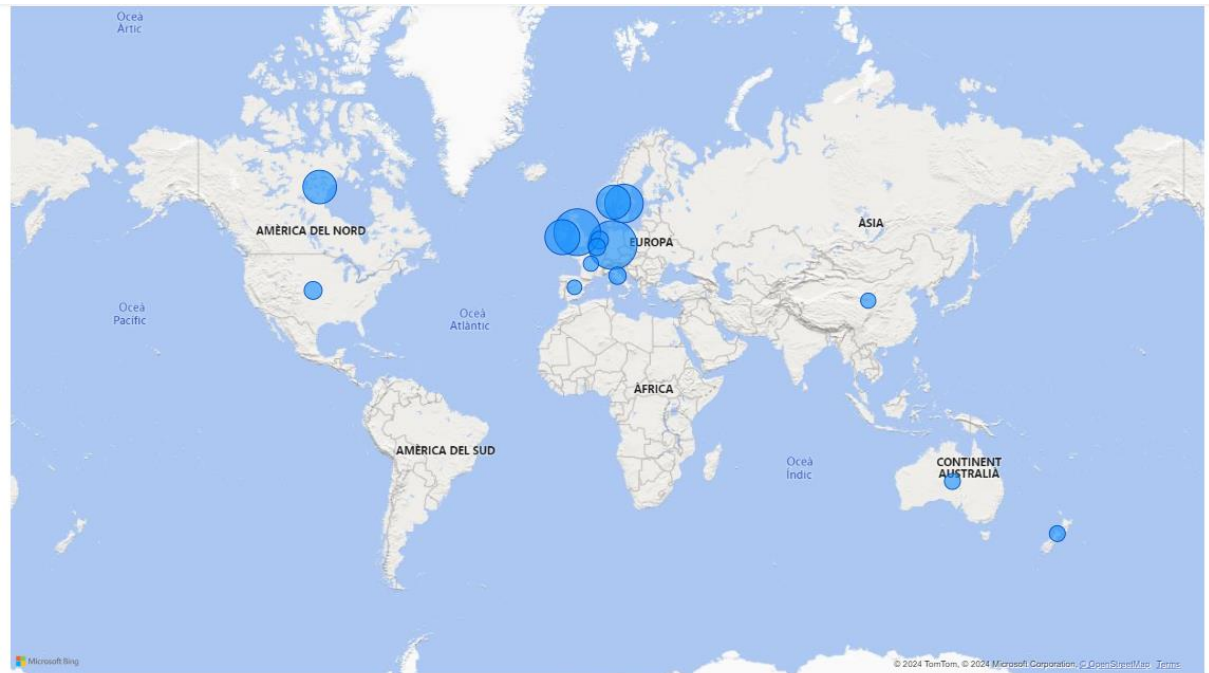 Oceà
Àrtic
AMÈRICA DEL NORD
ÀSIA
EUROPA
Oceà
Pacífic
Oceà
Atlàntic
ÀFRICA
AMÈRICA DEL SUD
Oceà
Índic
CONTINENT
AUSTRALIÀ
Microsoft Bing
© 2024 TomTom, © 2024 Microsoft Corporation, © OpenStreetMap Terms